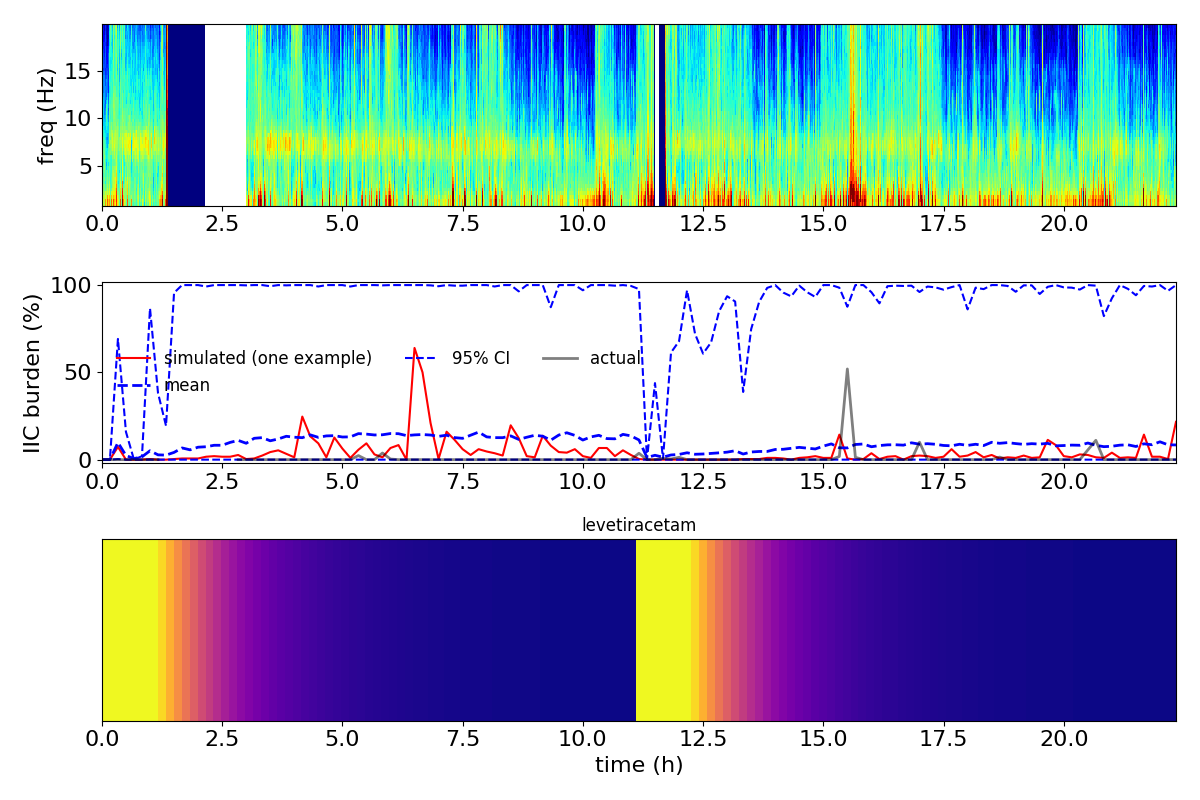 freq (Hz)
15
10
5
0.0 2.5 5.0 7.5 10.0 12.5 15.0 17.5 20.0
IIC burden (%)
100
50
0
simulated (one example) 95% CI actual
mean
0.0 2.5 5.0 7.5 10.0 12.5 15.0 17.5 20.0
levetiracetam
0.0 2.5 5.0 7.5 10.0 12.5 15.0 17.5 20.0
time (h)